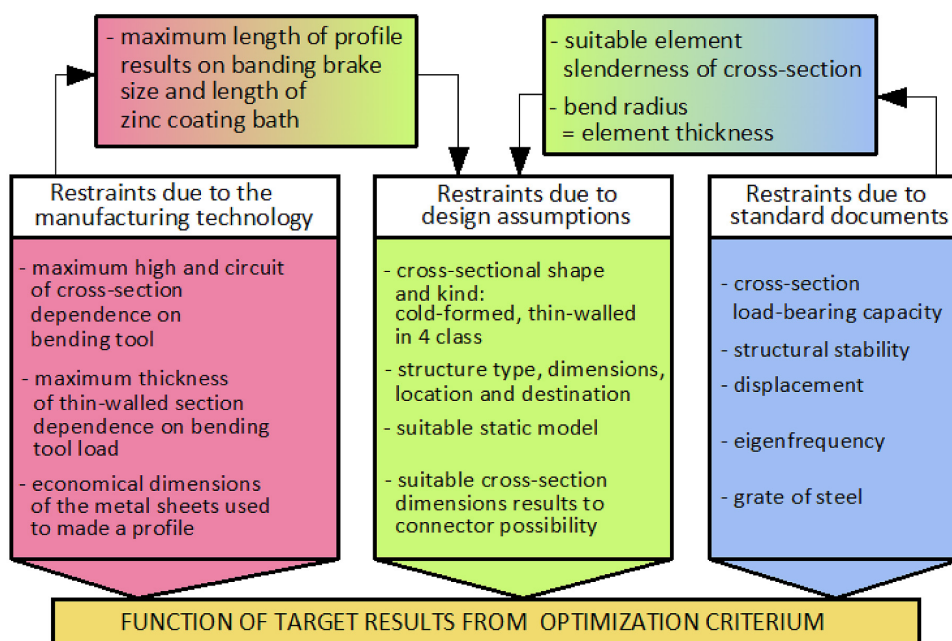 - maximum length of profile
results on banding brake
size and length of
zinc coating bath
- suitable element
slenderness of cross-section
- bend radius
= element thickness
Restraints due to the
manufacturing technology
- maximum high and circuit
of cross-section
dependence on
bending tool
- maximum thickness
of thin-walled section
dependence on bending
tool load
- economical dimensions
of the metal sheets used
to made a profile
Restraints due to
design assumptions
- cross-sectional shape
and kind:
cold-formed, thin-walled
in 4 class
- structure type, dimensions,
location and destination
- suitable static model
- suitable cross-section
dimensions results to
connector possibility
Restraints due to
standard documents
- cross-section
load-bearing capacity
- structural stability
- displacement
- eigenfrequency
- grate of steel
FUNCTION OF TARGET RESULTS FROM OPTIMIZATION CRITERIUM